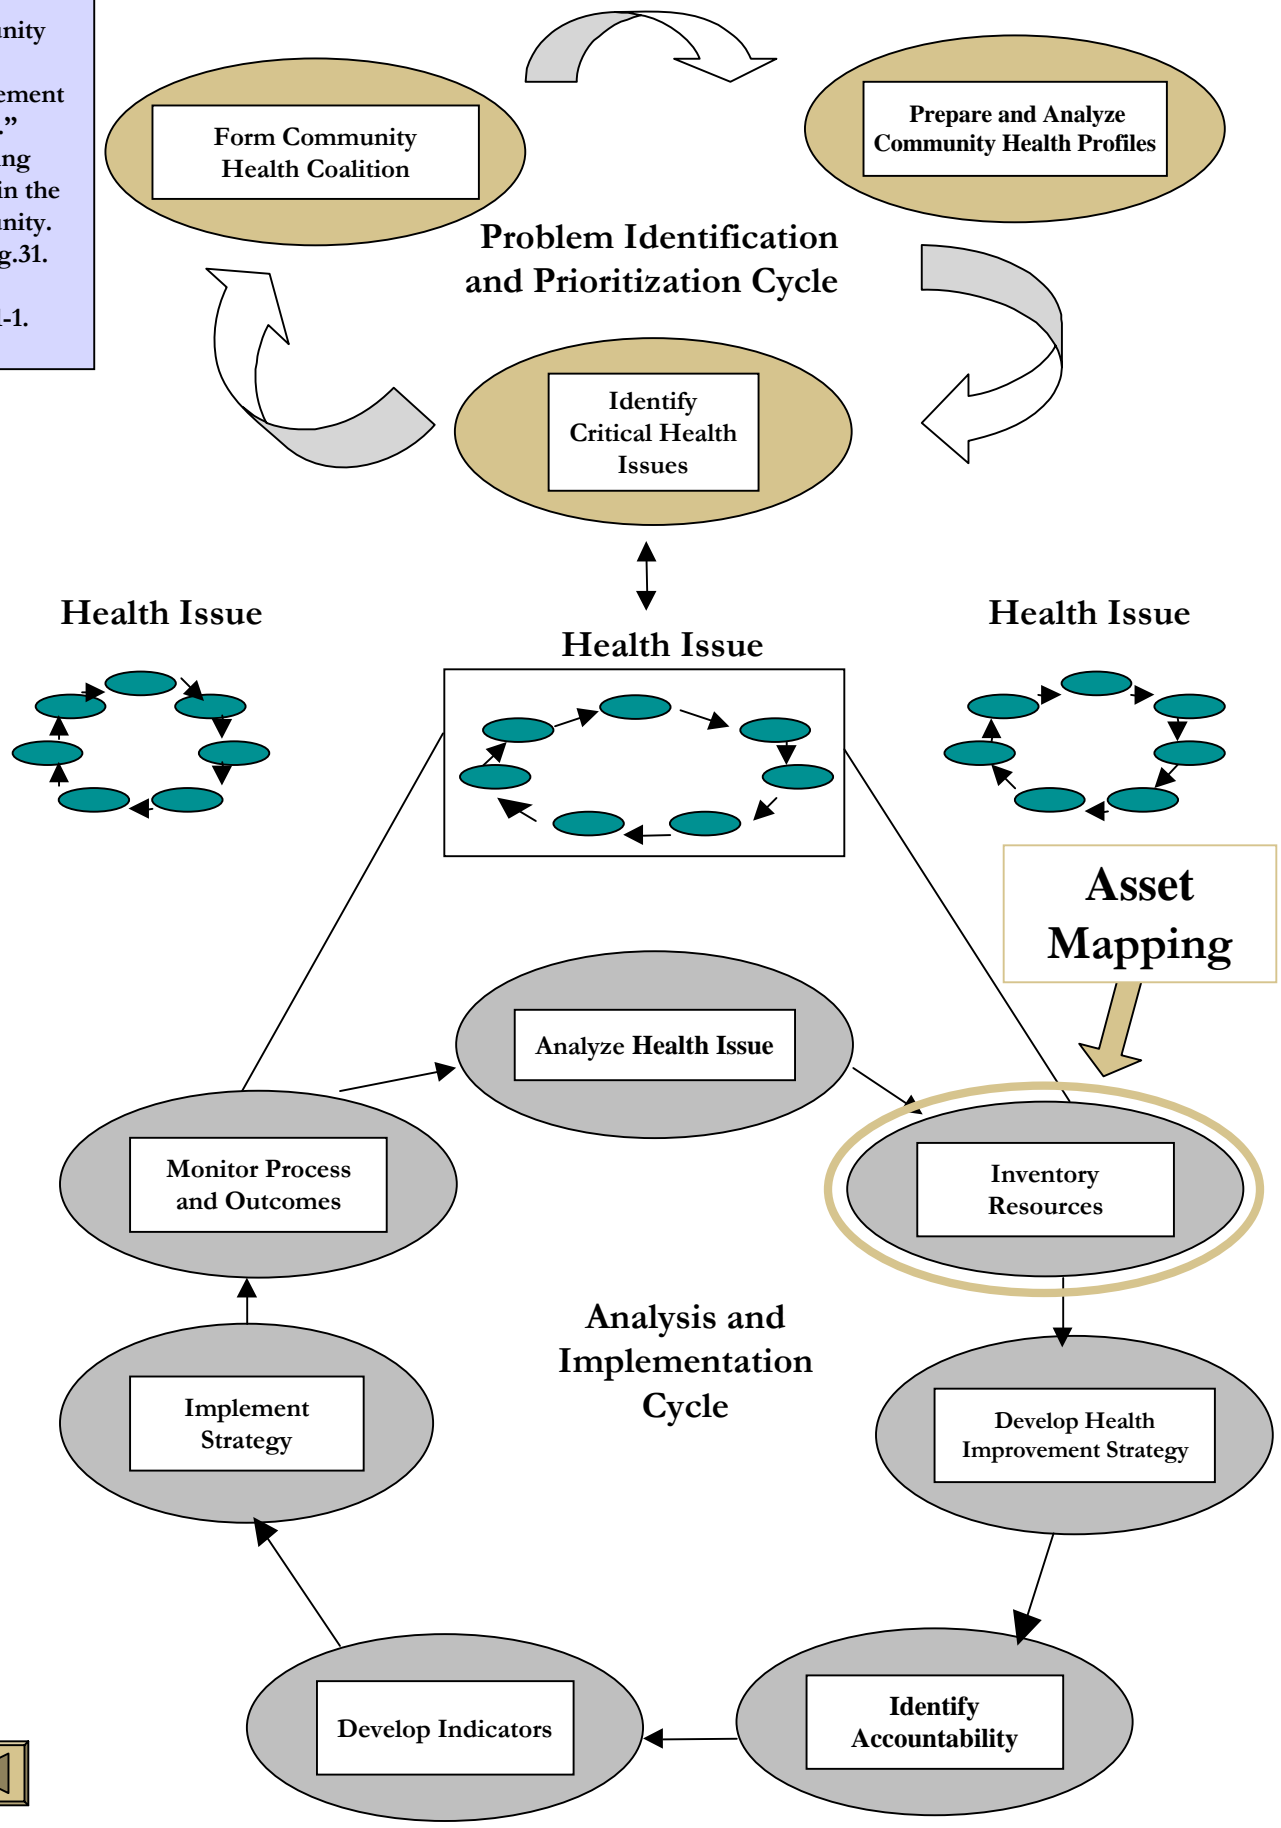 in the
Form Community
Health Coalition
Prepare and Analyze
Community Health Profiles
Problem Identification
and Prioritization Cycle
Identify
Critical Health
Issues
Health Issue
Health Issue
Health Issue
Asset
Mapping
Analyze Health Issue
Monitor Process
and Outcomes
Inventory
Resources
Analysis and
Implementation
Cycle
Implement
Strategy
Develop Health
Improvement Strategy
Develop Indicators
Identify
Accountability